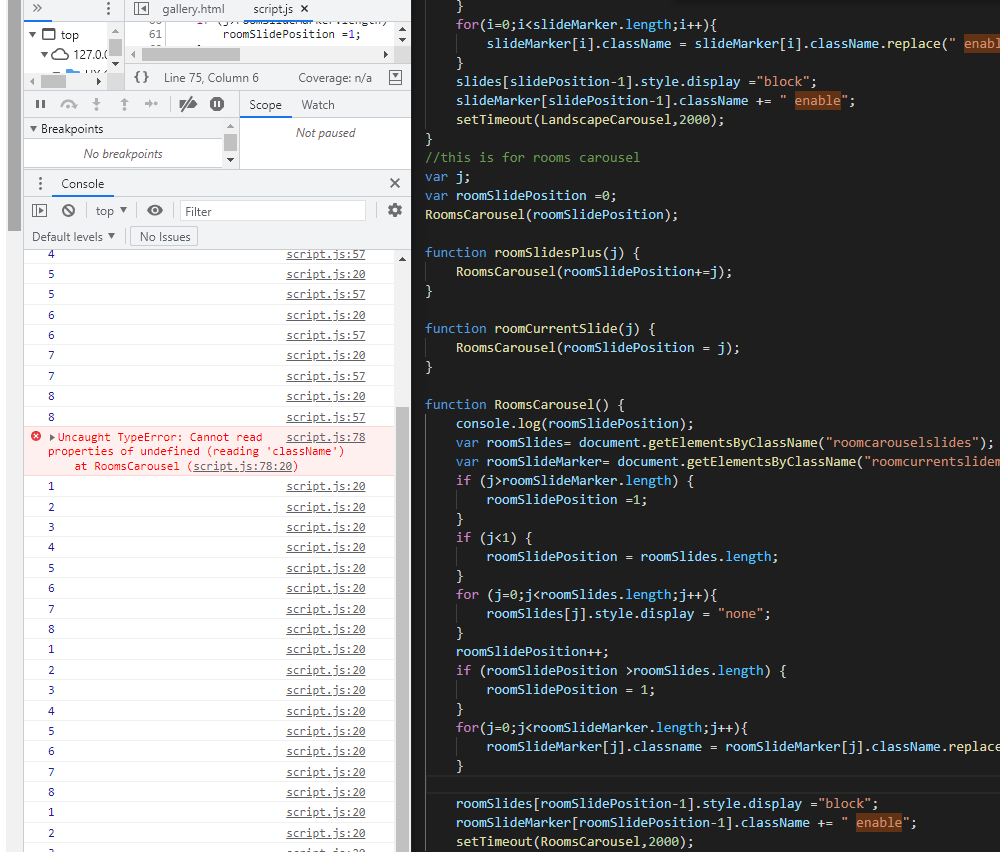 gallery.html
script.js ×
top
127.0.0
60
61 roomSlidePosition =1;
{} Line 75, Column 6 Coverage: n/a
Scope Watch
Breakpoints
No breakpoints
Not paused
Console
top
Filter
Default levels
No Issues
4 script.js:57
5 script.js:20
5 script.js:57
6 script.js:20
6 script.js:57
7 script.js:20
7 script.js:57
8 script.js:20
8 script.js:57
Uncaught TypeError: Cannot read script.js:78
properties of undefined (reading 'className')
at RoomsCarousel (script.js:78:20)
1 script.js:20
2 script.js:20
3 script.js:20
4 script.js:20
5 script.js:20
6 script.js:20
7 script.js:20
8 script.js:20
1 script.js:20
2 script.js:20
3 script.js:20
4 script.js:20
5 script.js:20
6 script.js:20
7 script.js:20
8 script.js:20
1 script.js:20
2 script.js:20
}
for(i=0;i<slideMarker.length;i++){
slideMarker[i].className = slideMarker[i].className.replace(" enabl
}
slides[slidePosition-1].style.display ="block";
slideMarker[slidePosition-1].className += " enable";
setTimeout(LandscapeCarousel,2000);
}
//this is for rooms carousel
var j;
var roomSlidePosition =0;
RoomsCarousel(roomSlidePosition);
function roomSlidesPlus(j) {
RoomsCarousel(roomSlidePosition+=j);
}
function roomCurrentSlide(j) {
RoomsCarousel(roomSlidePosition = j);
}
function RoomsCarousel() {
console.log(roomSlidePosition);
var roomSlides= document.getElementsByClassName("roomcarouselslides");
var roomSlideMarker= document.getElementsByClassName("roomcurrentslidem
if (j>roomSlideMarker.length) {
roomSlidePosition =1;
}
if (j<1) {
roomSlidePosition = roomSlides.length;
}
for (j=0;j<roomSlides.length;j++){
roomSlides[j].style.display = "none";
}
roomSlidePosition++;
if (roomSlidePosition >roomSlides.length) {
roomSlidePosition = 1;
}
for(j=0;j<roomSlideMarker.length;j++){
roomSlideMarker[j].classname = roomSlideMarker[j].className.replace
}
roomSlides[roomSlidePosition-1].style.display ="block";
roomSlideMarker[roomSlidePosition-1].className += " enable";
setTimeout(RoomsCarousel,2000);